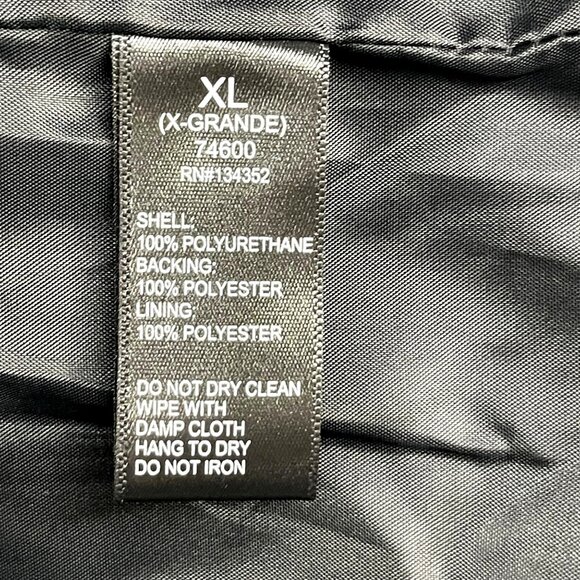 XL
(X-GRANDE)
74600
RN#134352
SHELL:
100% POLYURETHANE
BACKING:
100% POLYESTER
LINING:
100% POLYESTER
DO NOT DRY CLEAN
WIPE WITH
DAMP CLOTH
HANG TO DRY
DO NOT IRON